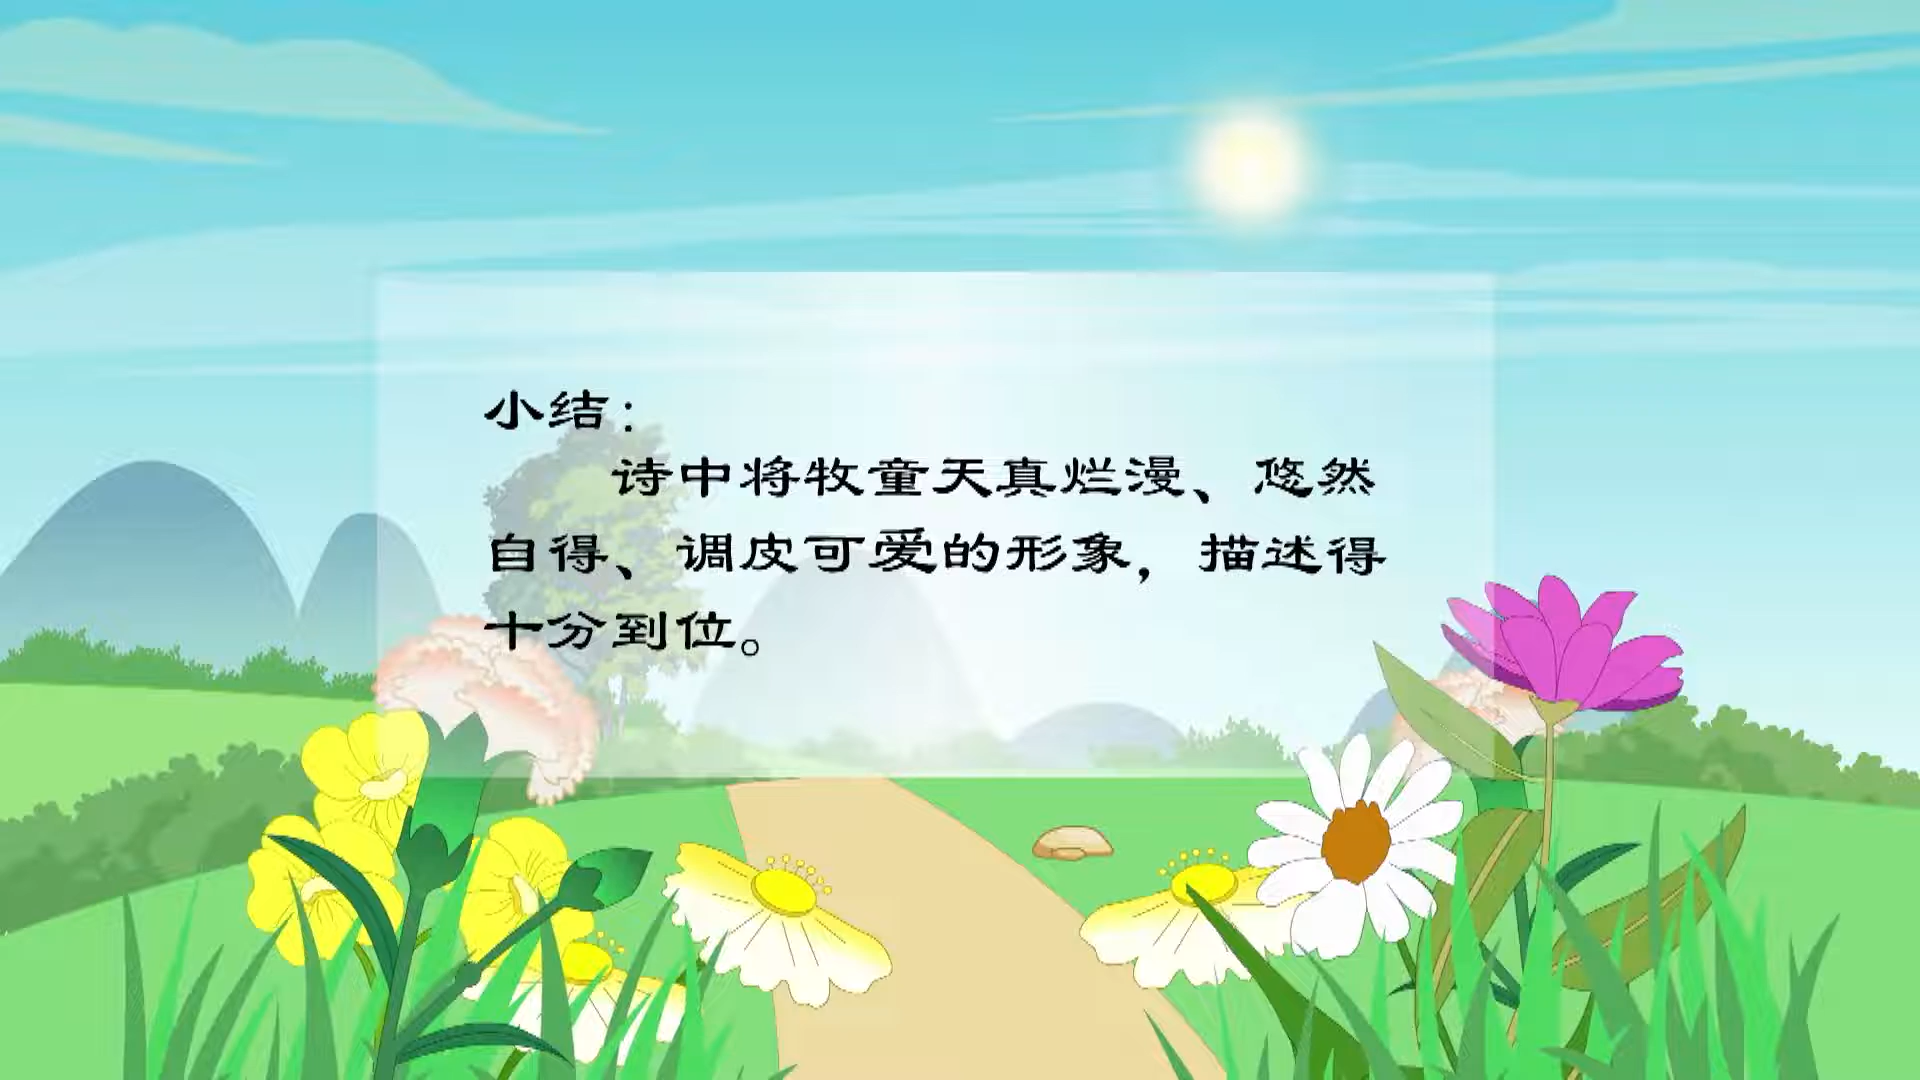 小结：
诗中将牧童天真烂漫、悠然
自得、调皮可爱的形象，描述得
十分到位。